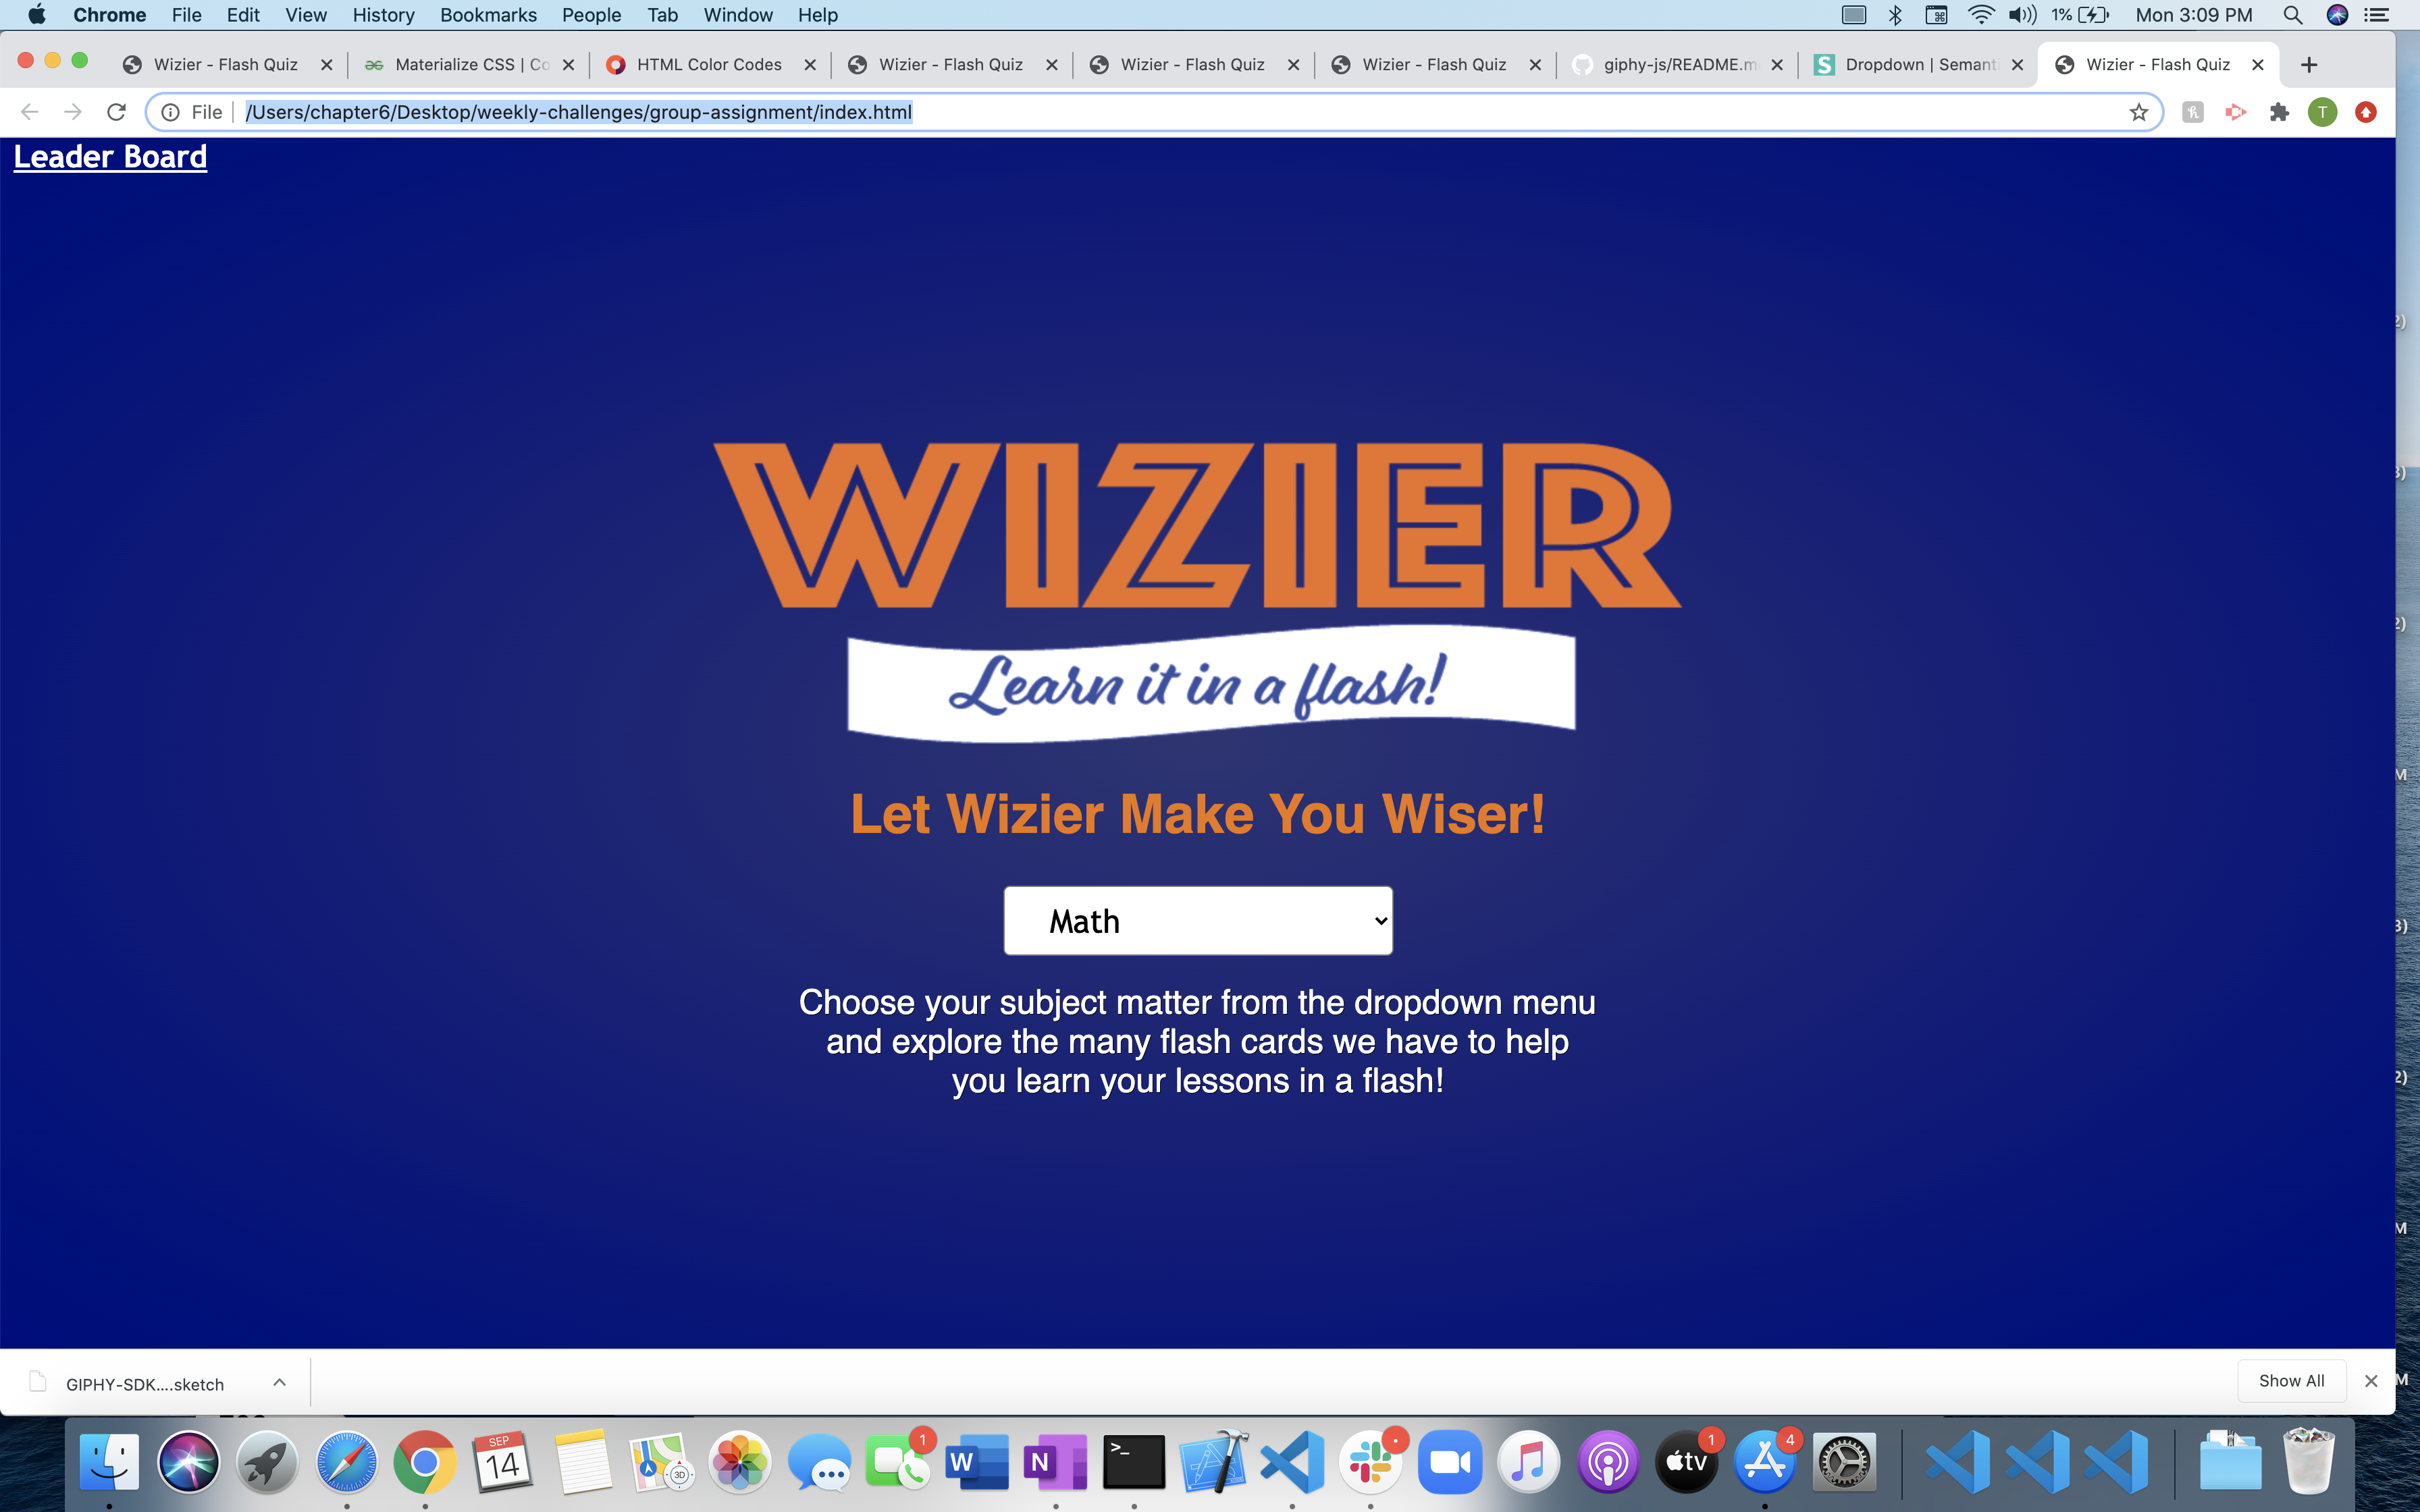 Chrome File Edit View History Bookmarks People Tab Window Help 1% Mon 3:09 PM
Wizier - Flash Quiz Materialize CSS | Co HTML Color Codes Wizier - Flash Quiz Wizier - Flash Quiz Wizier - Flash Quiz giphy-js/README.m Dropdown | Semant Wizier - Flash Quiz
File /Users/chapter6/Desktop/weekly-challenges/group-assignment/index.html T
Leader Board
WIZIER
Learn it in a flash!
Let Wizier Make You Wiser!
Math
Choose your subject matter from the dropdown menu
and explore the many flash cards we have to help
you learn your lessons in a flash!
GIPHY-SDK....sketch Show All
SEP
14
3D
1
W
N
>_
tv
1
4